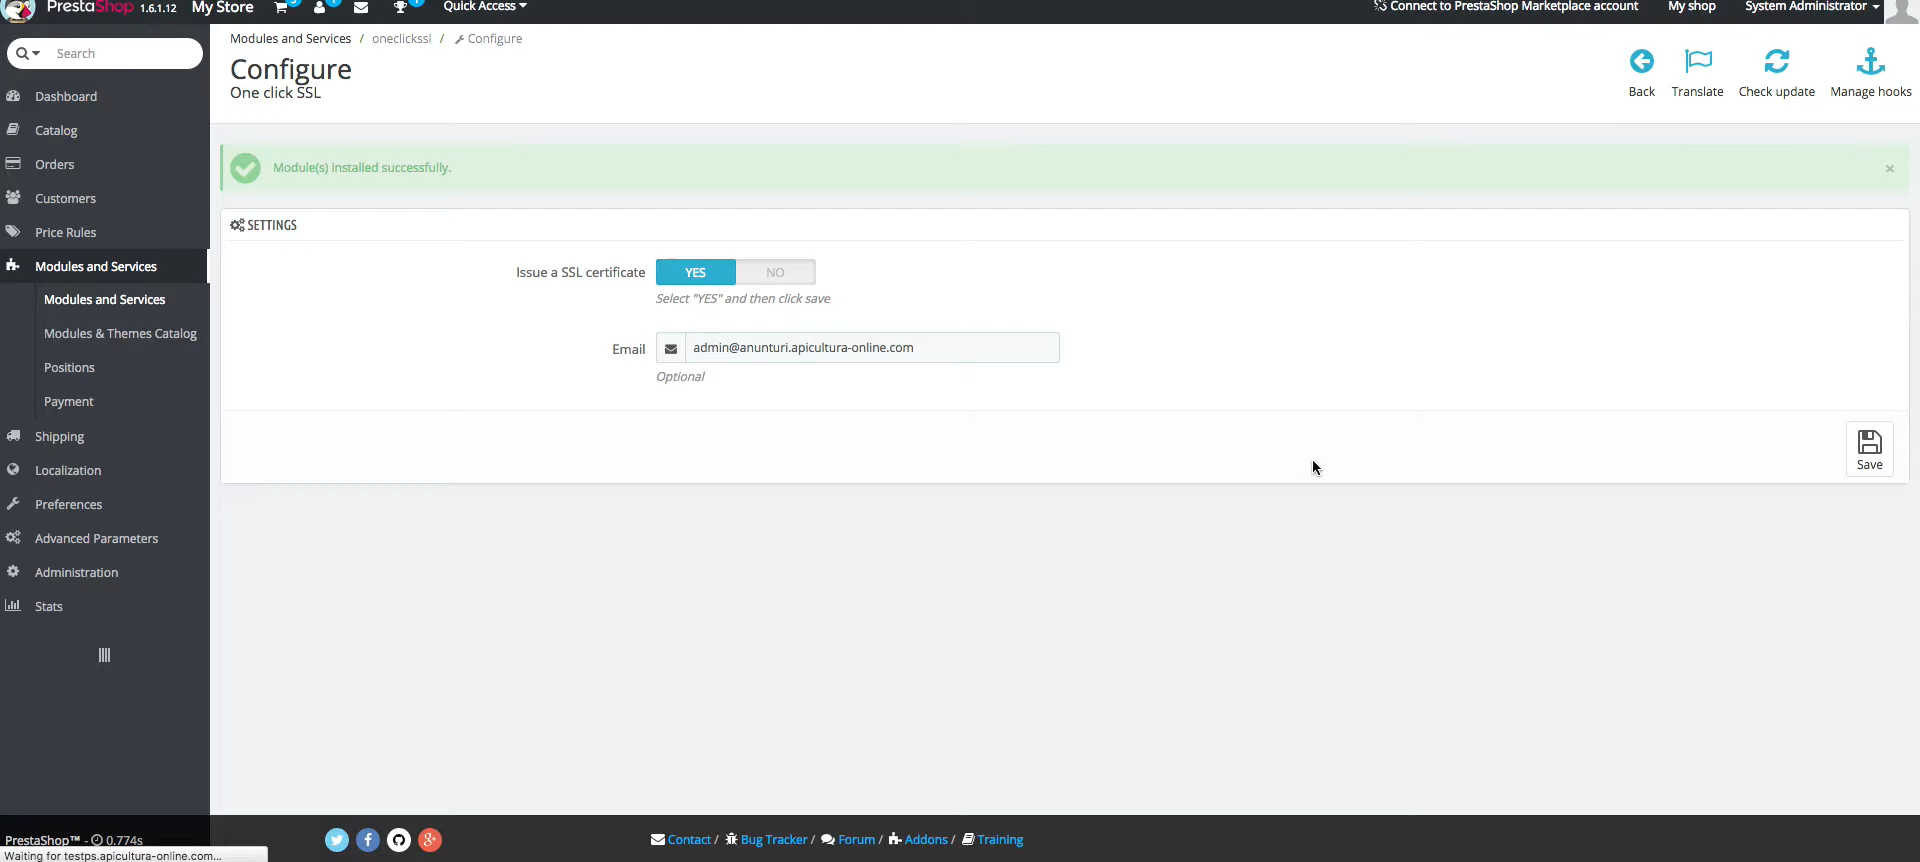 PrestaShop 1.6.1.12 My Store Quick Access Connect to PrestaShop Marketplace account My shop System Administrator
Search
Dashboard
Catalog
Orders
Customers
Price Rules
Modules and Services
Modules and Services
Modules & Themes Catalog
Positions
Payment
Shipping
Localization
Preferences
Advanced Parameters
Administration
Stats
Modules and Services / oneclickssl / Configure
Configure
One click SSL
Back Translate Check update Manage hooks
Module(s) installed successfully. ×
SETTINGS
Issue a SSL certificate YES NO
Select "YES" and then click save
Email admin@anunturi.apicultura-online.com
Optional
Save
PrestaShop™ - 0.774s
Contact / Bug Tracker / Forum / Addons / Training
Waiting for testps.apicultura-online.com...